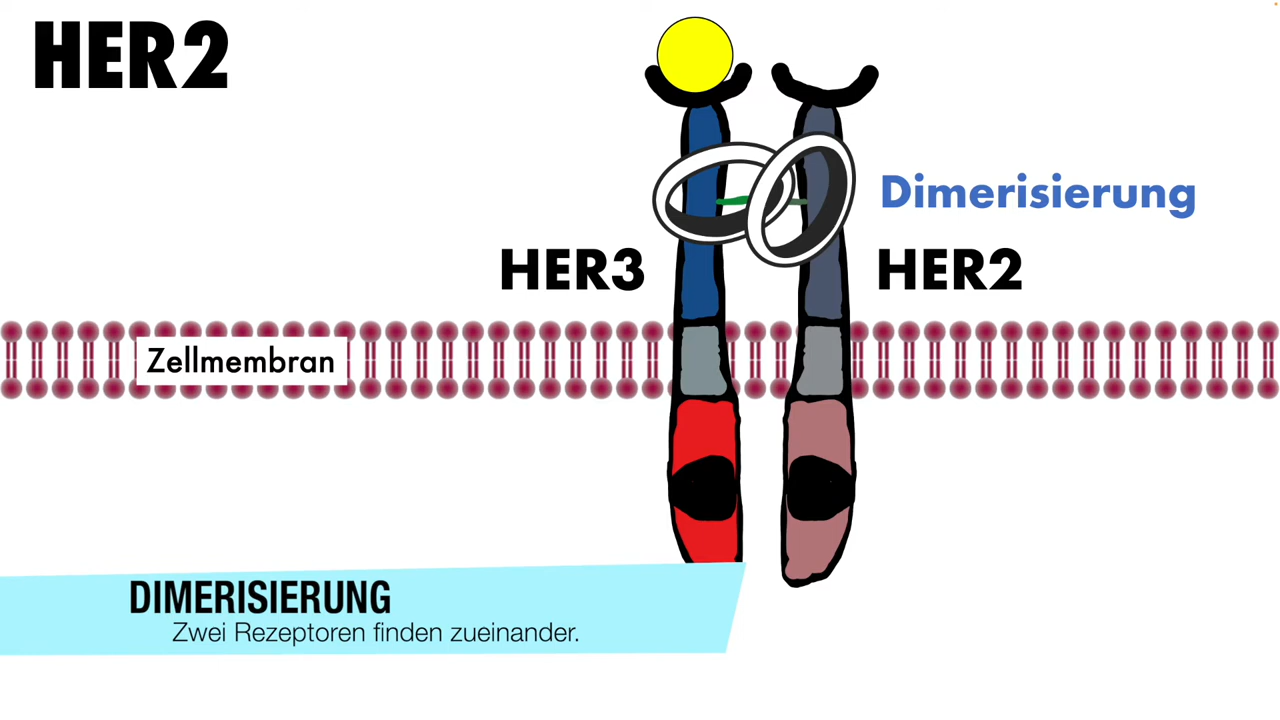 HER2
Dimerisierung
HER3
HER2
Zellmembran
DIMERISIERUNG
Zwei Rezeptoren finden zueinander.